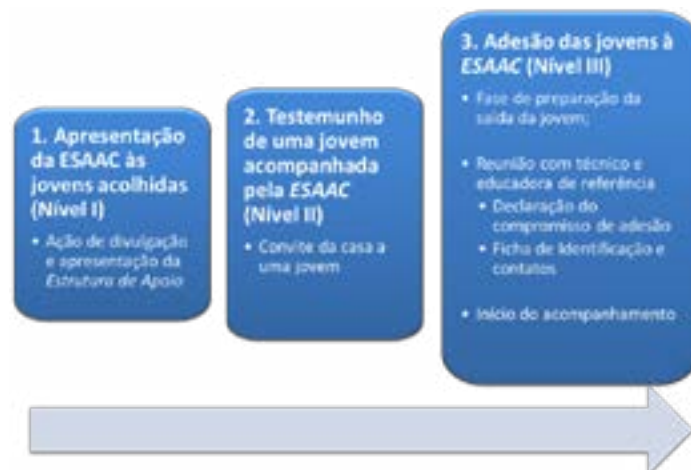 1. Apresentação
da ESAAC às
jovens acolhidas
(Nível I)
• Ação de divulgação
e apresentação da
Estrutura de Apoio
2. Testemunho
de uma jovem
acompanhada
pela ESAAC
(Nível II)
• Convite da casa a
uma jovem
3. Adesão das jovens à
ESAAC (Nível III)
• Fase de preparação da
saída da jovem;
• Reunião com técnico e
educadora de referência
• Declaração do
compromisso de adesão
• Ficha de Identificação e
contatos
• Início do acompanhamento